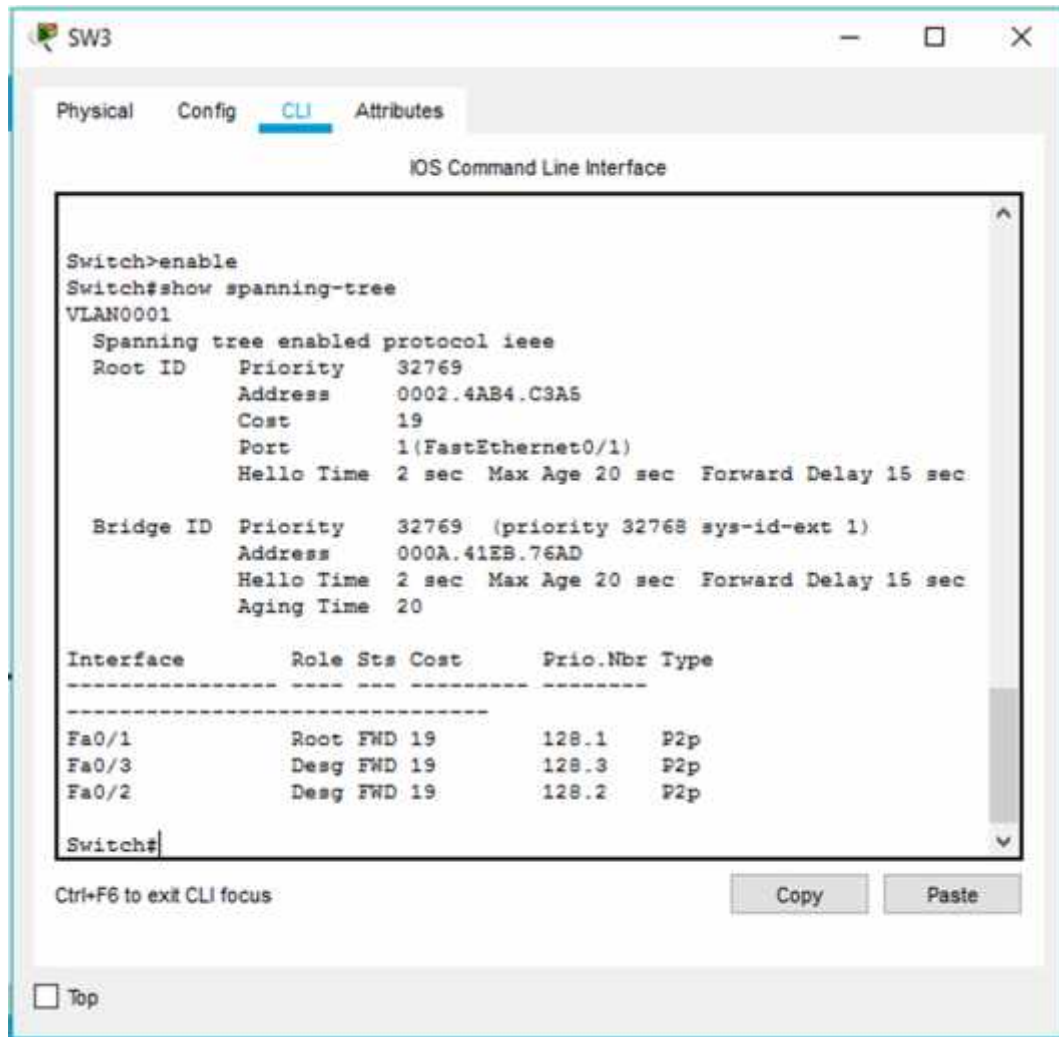 SW3
Physical Config CLI Attributes
IOS Command Line Interface
Switch>enable
Switch#show spanning-tree
VLAN0001
  Spanning tree enabled protocol ieee
  Root ID    Priority    32769
             Address     0002.4AB4.C3A5
             Cost        19
             Port        1(FastEthernet0/1)
             Hello Time  2 sec  Max Age 20 sec  Forward Delay 15 sec
  Bridge ID  Priority    32769  (priority 32768 sys-id-ext 1)
             Address     000A.41EB.76AD
             Hello Time  2 sec  Max Age 20 sec  Forward Delay 15 sec
             Aging Time  20
Interface        Role Sts Cost      Prio.Nbr Type
---------------- ---- --- --------- --------
--------------------------------
Fa0/1            Root FWD 19        128.1    P2p
Fa0/3            Desg FWD 19        128.3    P2p
Fa0/2            Desg FWD 19        128.2    P2p
Switch#
Ctrl+F6 to exit CLI focus Copy Paste
Top